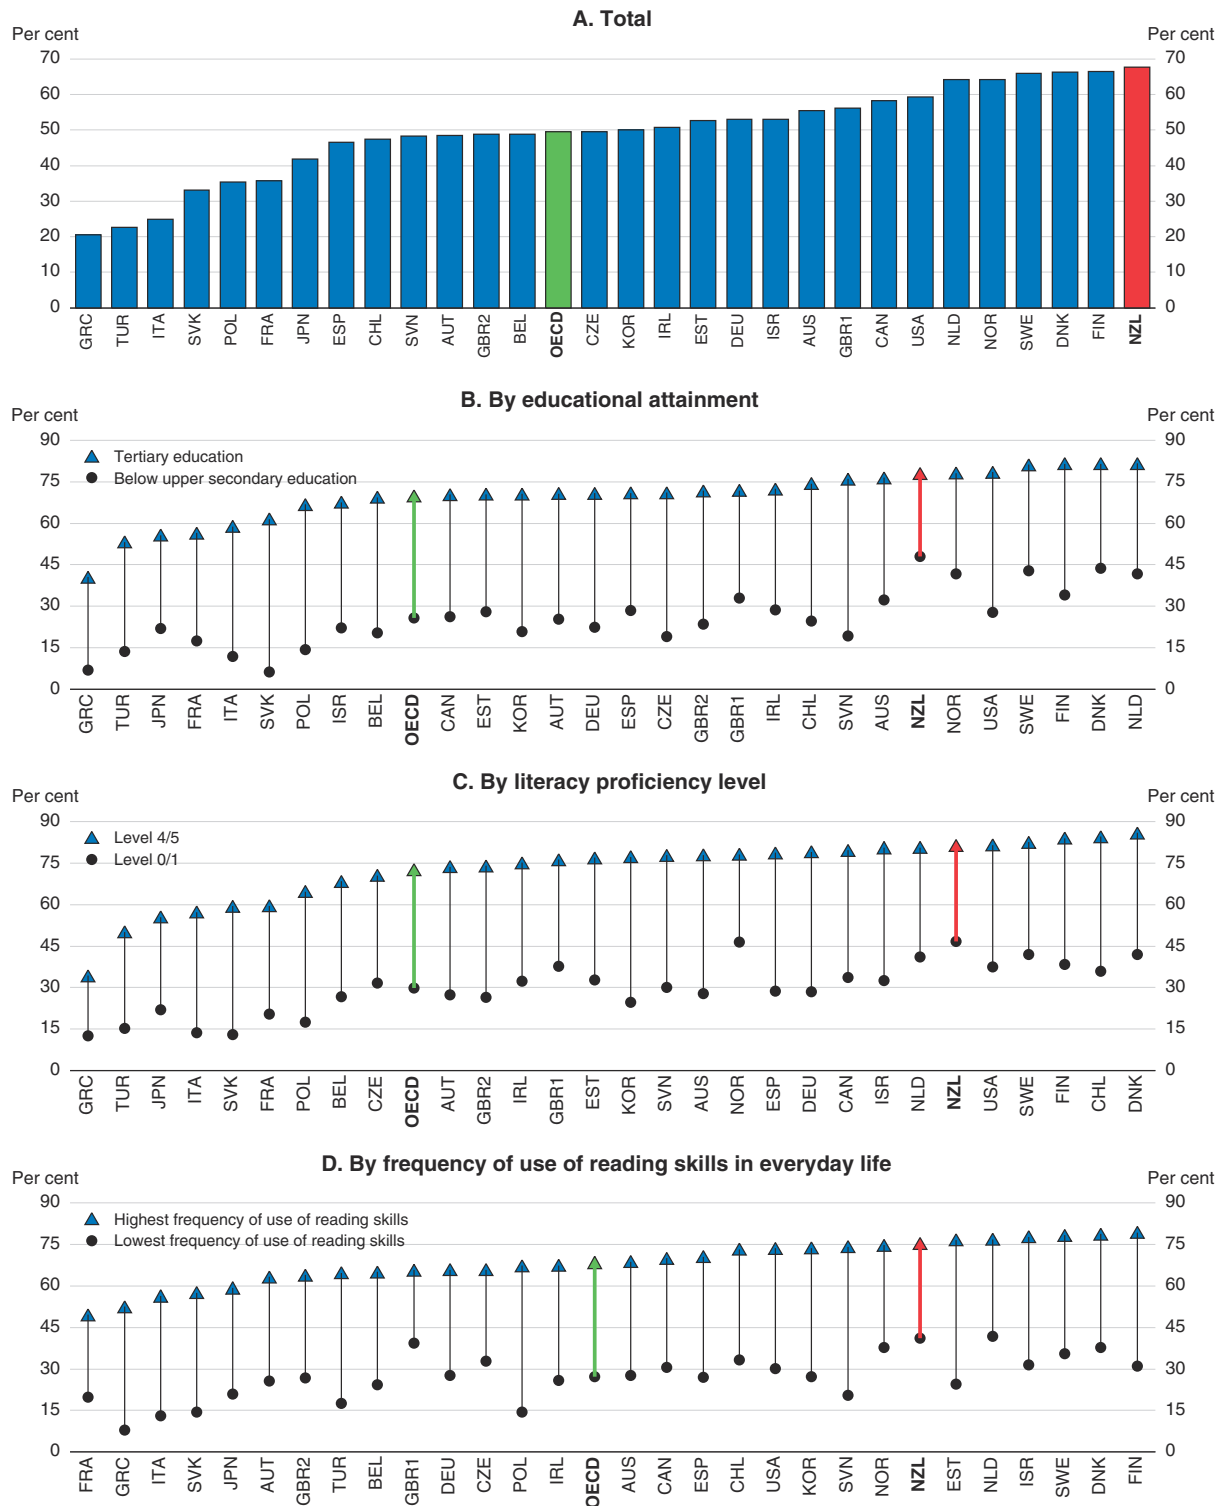 A. Total
Per cent Per cent
70 70
60 60
50 50
40 40
30 30
20 20
10 10
0 0
GRC TUR ITA SVK POL FRA JPN ESP CHL SVN AUT GBR2 BEL OECD CZE KOR IRL EST DEU ISR AUS GBR1 CAN USA NLD NOR SWE DNK FIN NZL
B. By educational attainment
Per cent Per cent
90 90
Tertiary education
75 75
Below upper secondary education
60 60
45 45
30 30
15 15
0 0
GRC TUR JPN FRA ITA SVK POL ISR BEL OECD CAN EST KOR AUT DEU ESP CZE GBR2 GBR1 IRL CHL SVN AUS NZL NOR USA SWE FIN DNK NLD
C. By literacy proficiency level
Per cent Per cent
90 90
Level 4/5
75 75
Level 0/1
60 60
45 45
30 30
15 15
0 0
GRC TUR JPN ITA SVK FRA POL BEL CZE OECD AUT GBR2 IRL GBR1 EST KOR SVN AUS NOR ESP DEU CAN ISR NLD NZL USA SWE FIN CHL DNK
D. By frequency of use of reading skills in everyday life
Per cent Per cent
90 90
Highest frequency of use of reading skills
75 75
Lowest frequency of use of reading skills
60 60
45 45
30 30
15 15
0 0
FRA GRC ITA SVK JPN AUT GBR2 TUR BEL GBR1 DEU CZE POL IRL OECD AUS CAN ESP CHL USA KOR SVN NOR NZL EST NLD ISR SWE DNK FIN